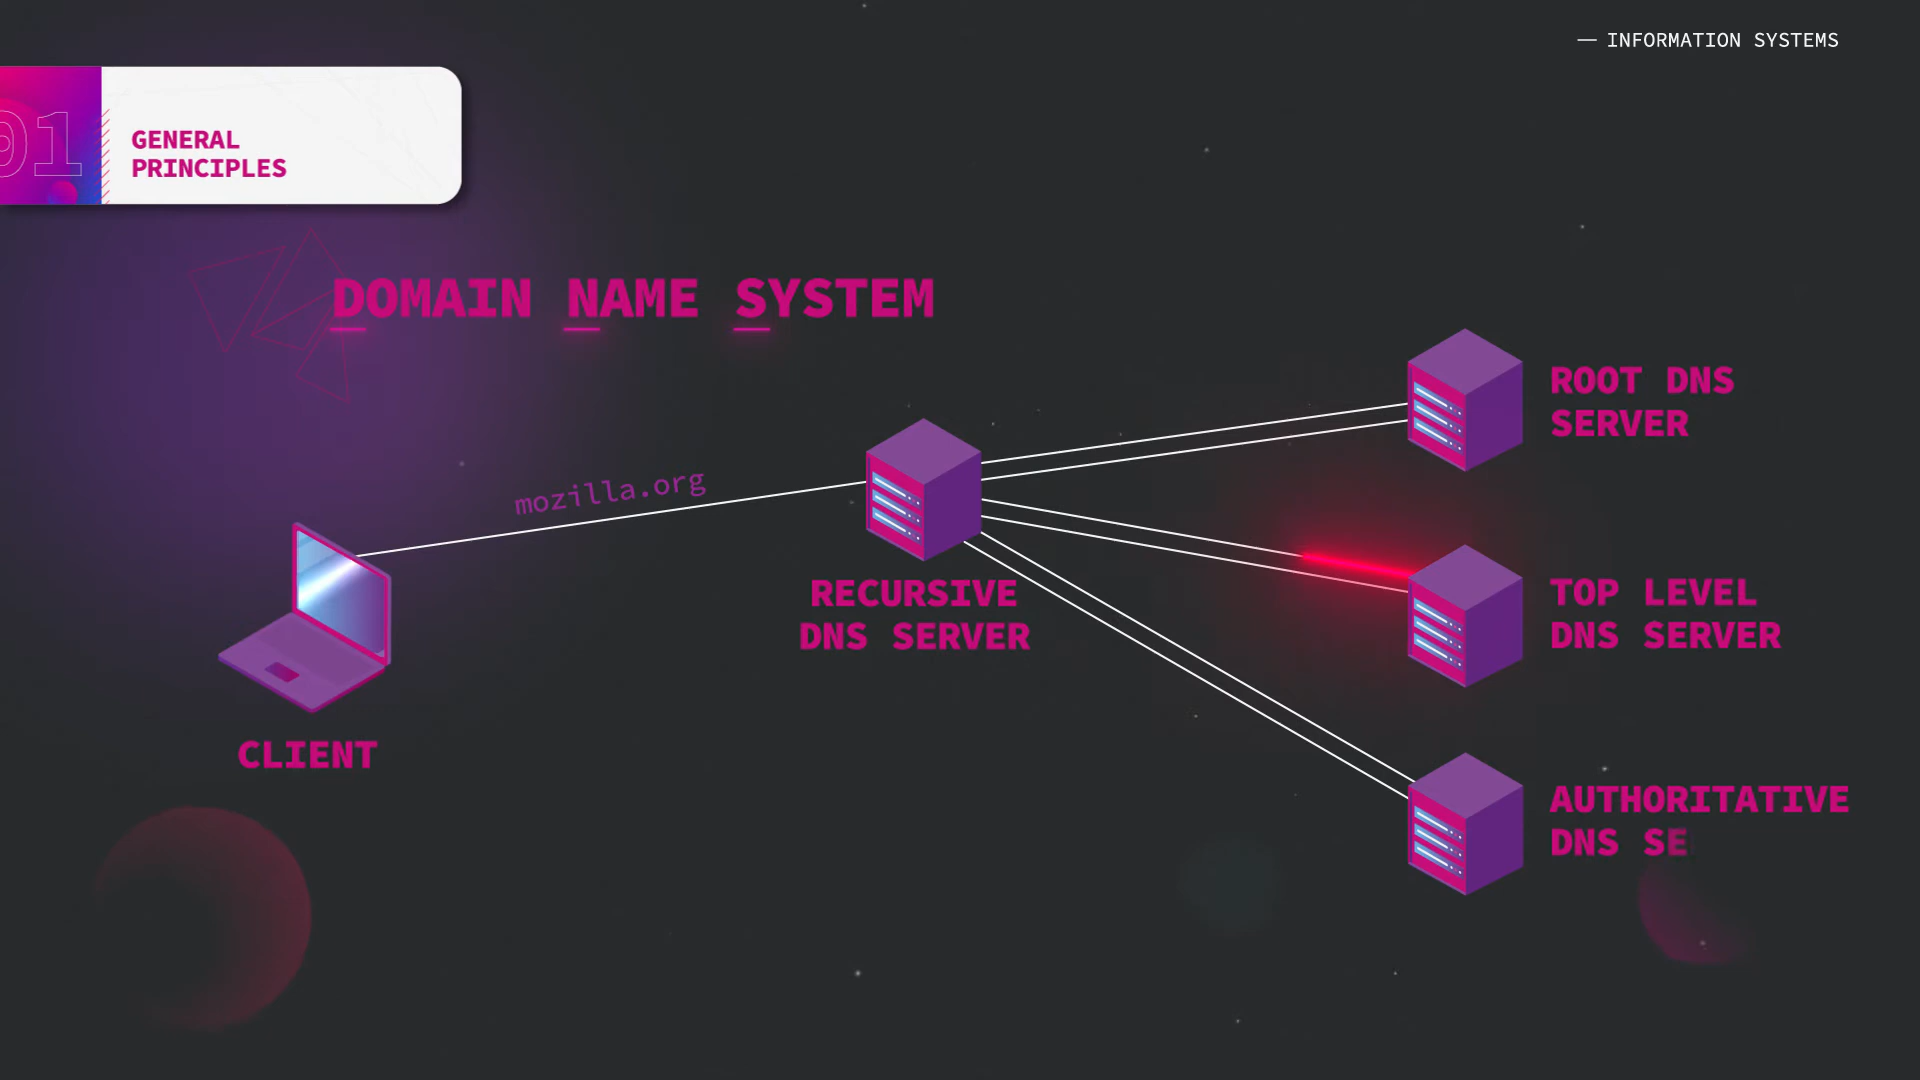 — INFORMATION SYSTEMS
01
GENERAL
PRINCIPLES
DOMAIN NAME SYSTEM
mozilla.org
CLIENT
RECURSIVE
DNS SERVER
ROOT DNS
SERVER
TOP LEVEL
DNS SERVER
AUTHORITATIVE
DNS SE